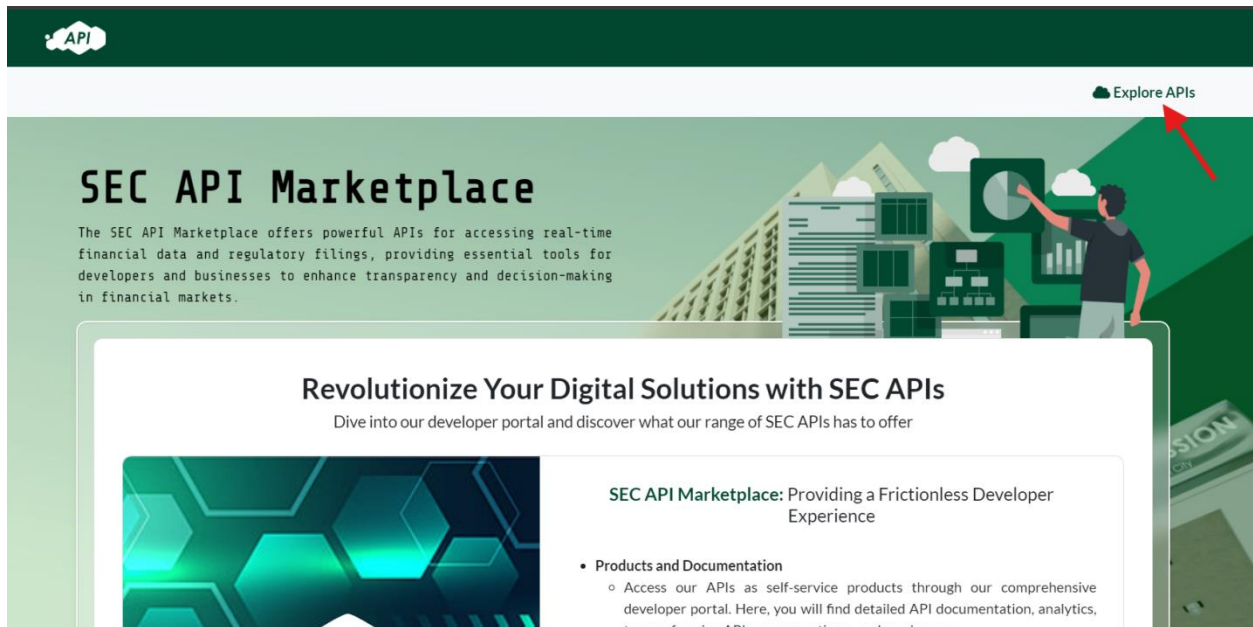 API
Explore APIs
SEC API Marketplace
The SEC API Marketplace offers powerful APIs for accessing real-time
financial data and regulatory filings, providing essential tools for
developers and businesses to enhance transparency and decision-making
in financial markets.
Revolutionize Your Digital Solutions with SEC APIs
Dive into our developer portal and discover what our range of SEC APIs has to offer
SSION
CITY
SEC API Marketplace: Providing a Frictionless Developer
Experience
• Products and Documentation
◦ Access our APIs as self-service products through our comprehensive
developer portal. Here, you will find detailed API documentation, analytics,